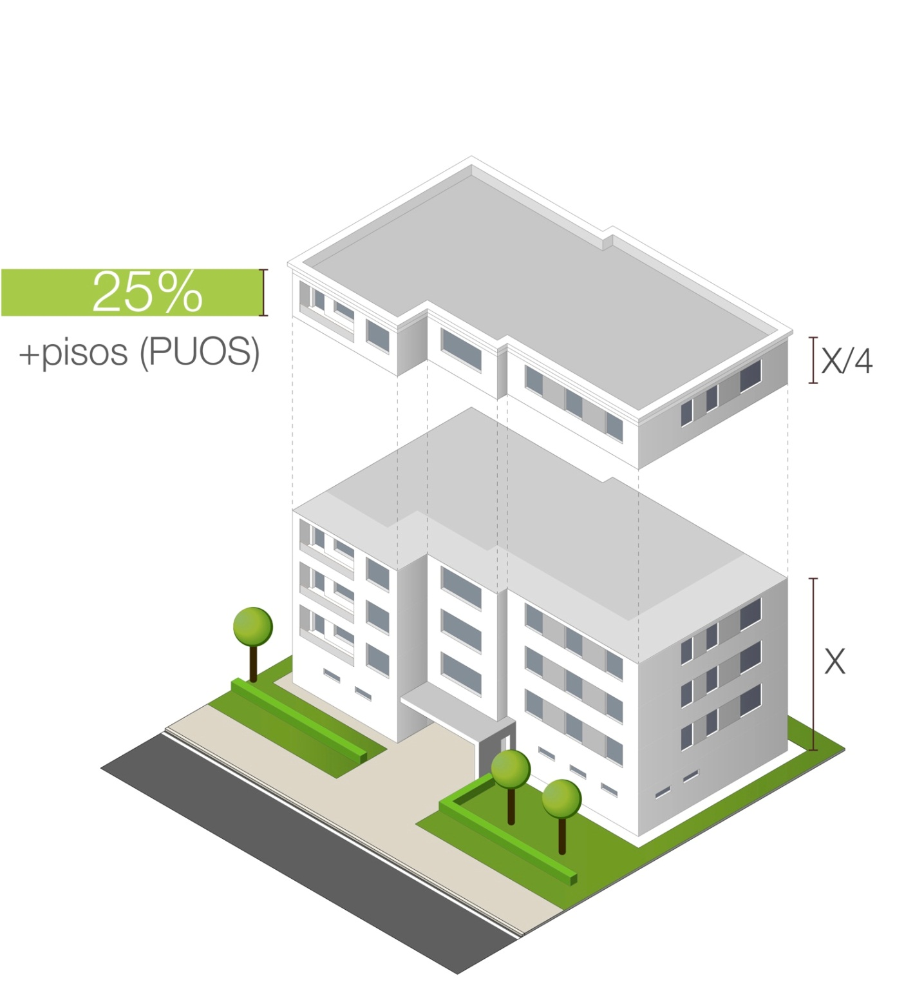 25%
+pisos (PUOS)
X/4
X